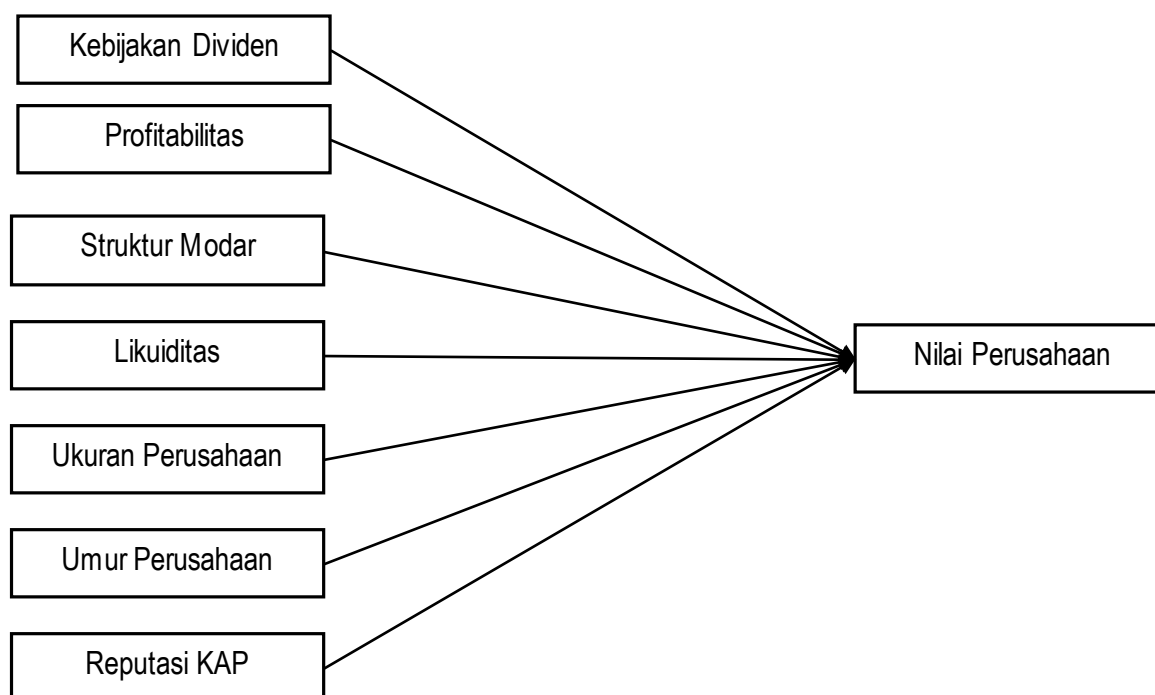 Kebijakan Dividen
Profitabilitas
Struktur Modar
Likuiditas
Nilai Perusahaan
Ukuran Perusahaan
Umur Perusahaan
Reputasi KAP